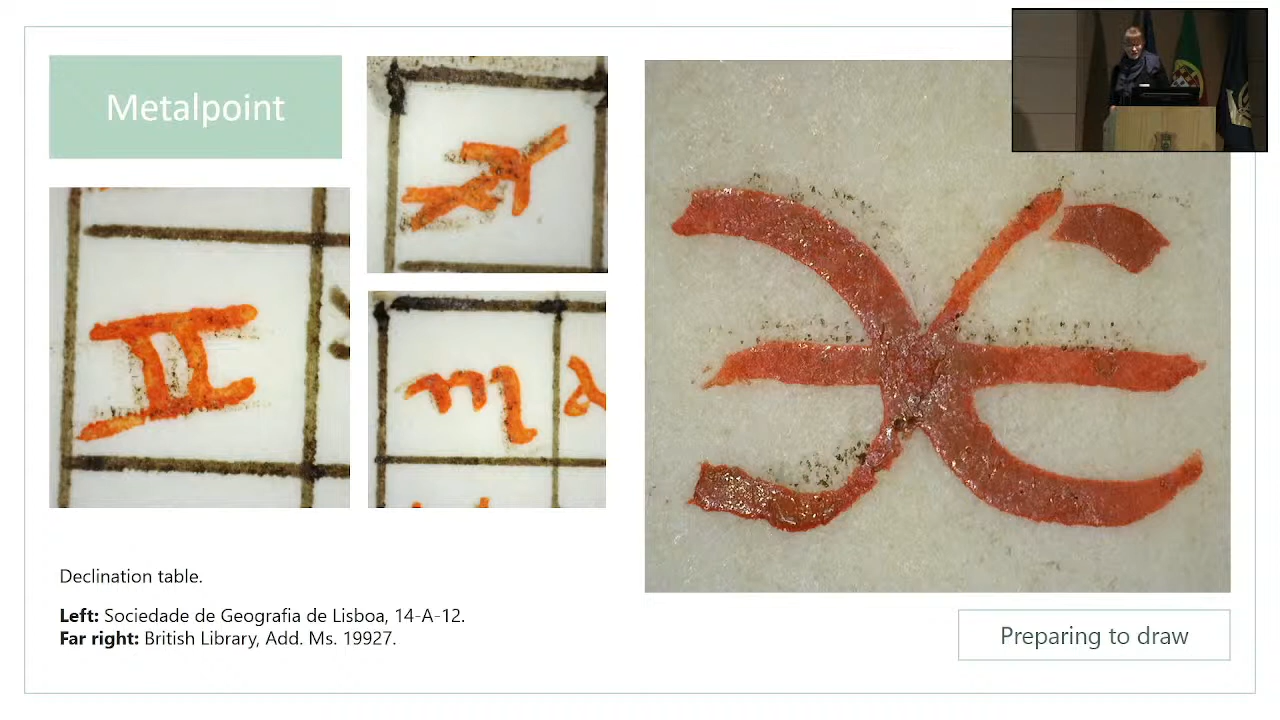 Metalpoint
Declination table.
Left: Sociedade de Geografia de Lisboa, 14-A-12.
Far right: British Library, Add. Ms. 19927.
Preparing to draw